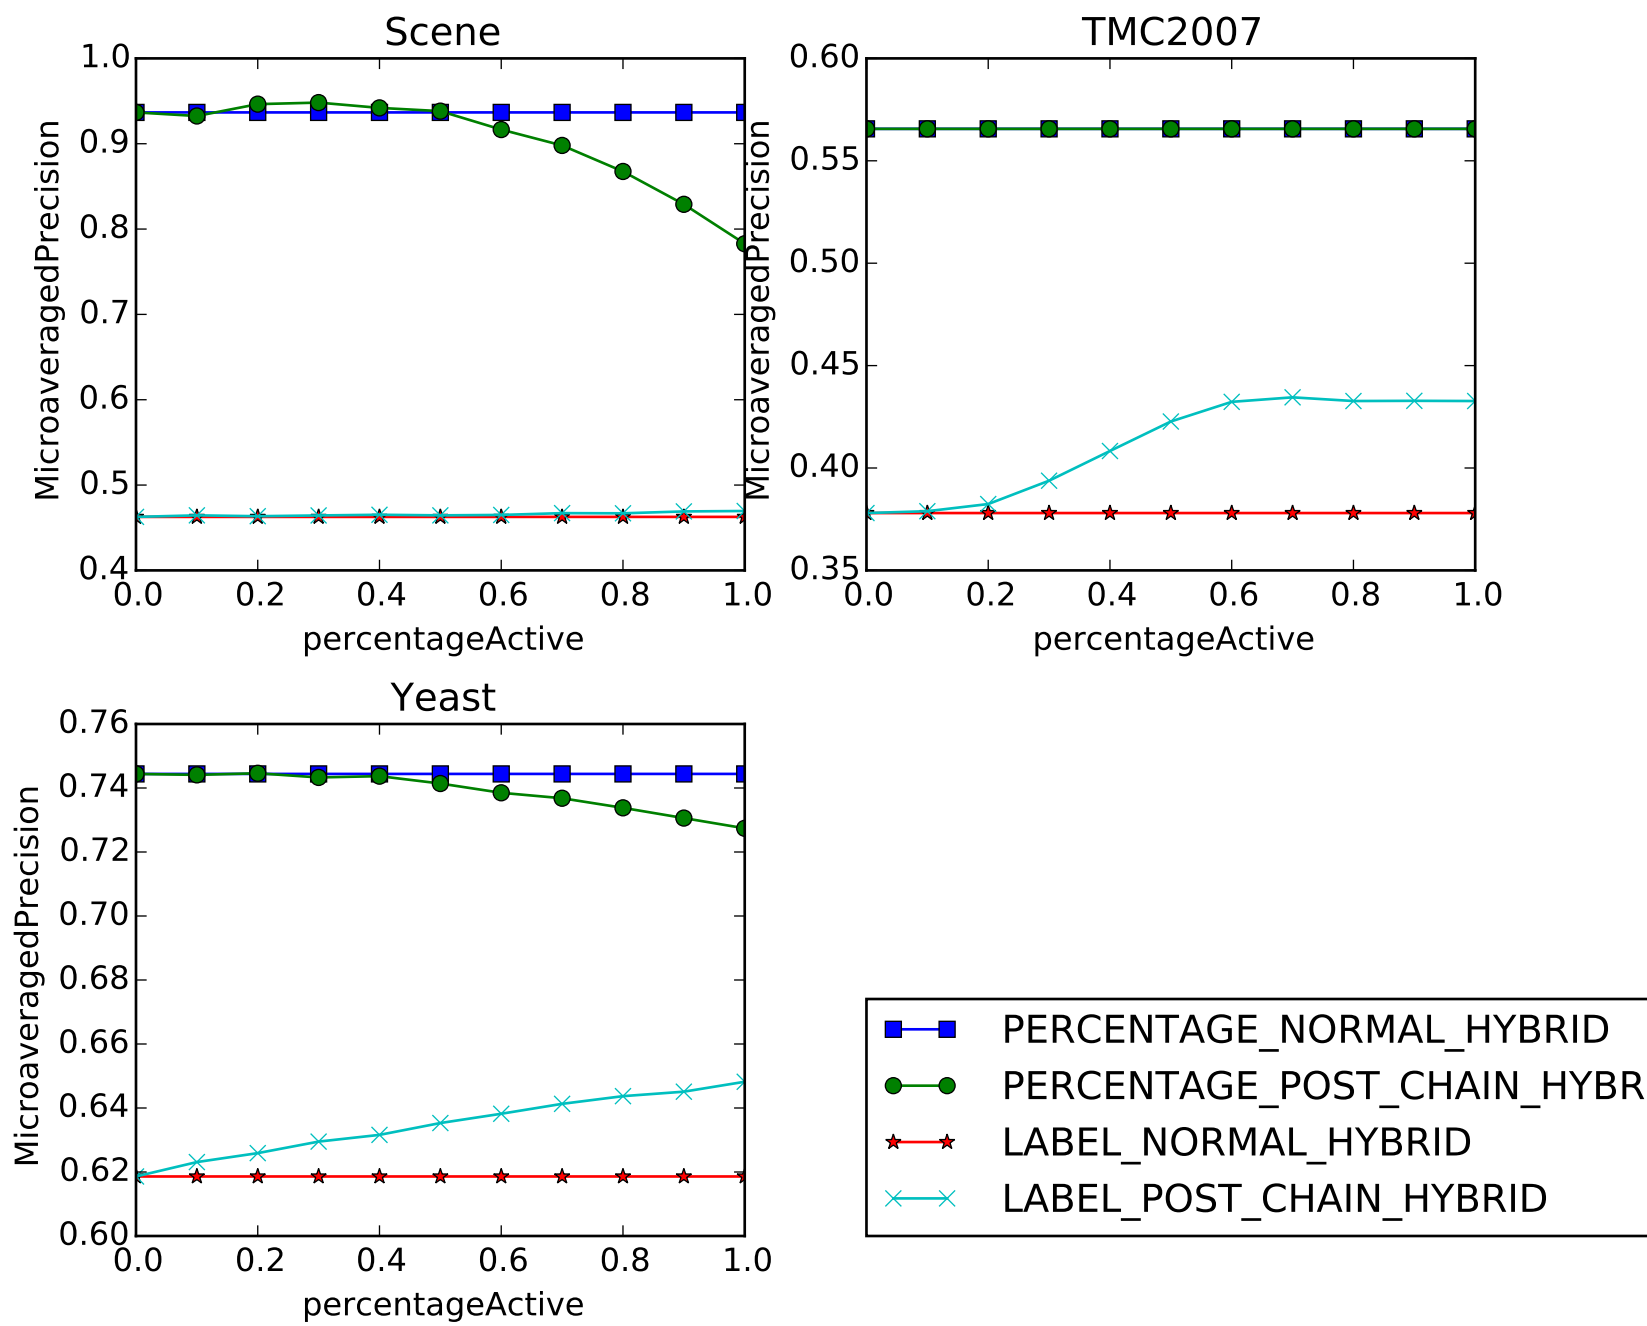 Scene
MicroaveragedPrecision
1.0
0.9
0.8
0.7
0.6
0.5
0.4
0.0 0.2 0.4 0.6 0.8 1.0
percentageActive
TMC2007
MicroaveragedPrecision
0.60
0.55
0.50
0.45
0.40
0.35
0.0 0.2 0.4 0.6 0.8 1.0
percentageActive
Yeast
MicroaveragedPrecision
0.76
0.74
0.72
0.70
0.68
0.66
0.64
0.62
0.60
0.0 0.2 0.4 0.6 0.8 1.0
percentageActive
PERCENTAGE_NORMAL_HYBRID
PERCENTAGE_POST_CHAIN_HYBR
LABEL_NORMAL_HYBRID
LABEL_POST_CHAIN_HYBRID